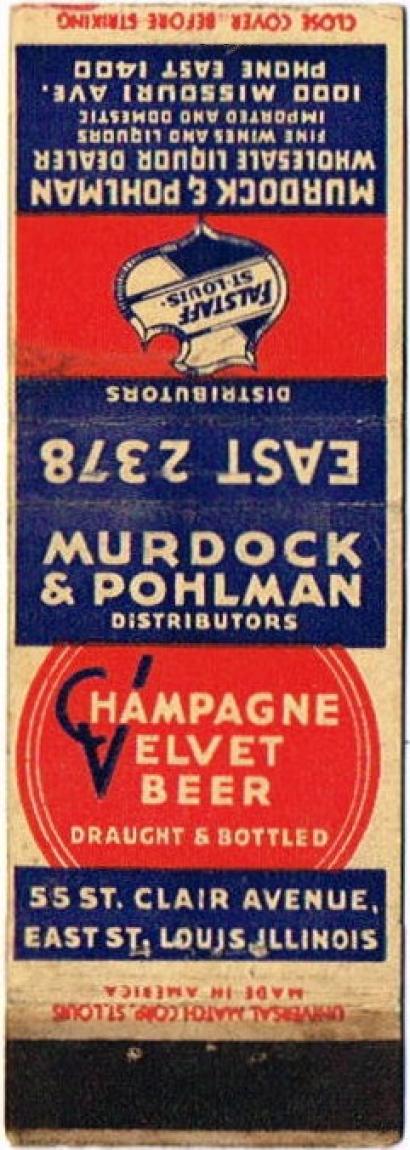 CLOSE COVER BEFORE STRIKING
MURDOCK & POHLMAN
WHOLESALE LIQUOR DEALER
FINE WINES AND LIQUORS
IMPORTED AND DOMESTIC
1000 MISSOURI AVE.
PHONE EAST 1400
FALSTAFF
ST. LOUIS.
DISTRIBUTORS
EAST 2378
MURDOCK
& POHLMAN
DISTRIBUTORS
CHAMPAGNE
VELVET
BEER
DRAUGHT & BOTTLED
55 ST. CLAIR AVENUE,
EAST ST. LOUIS, ILLINOIS
MADE IN AMERICA
UNIVERSAL MATCH CORP., ST. LOUIS